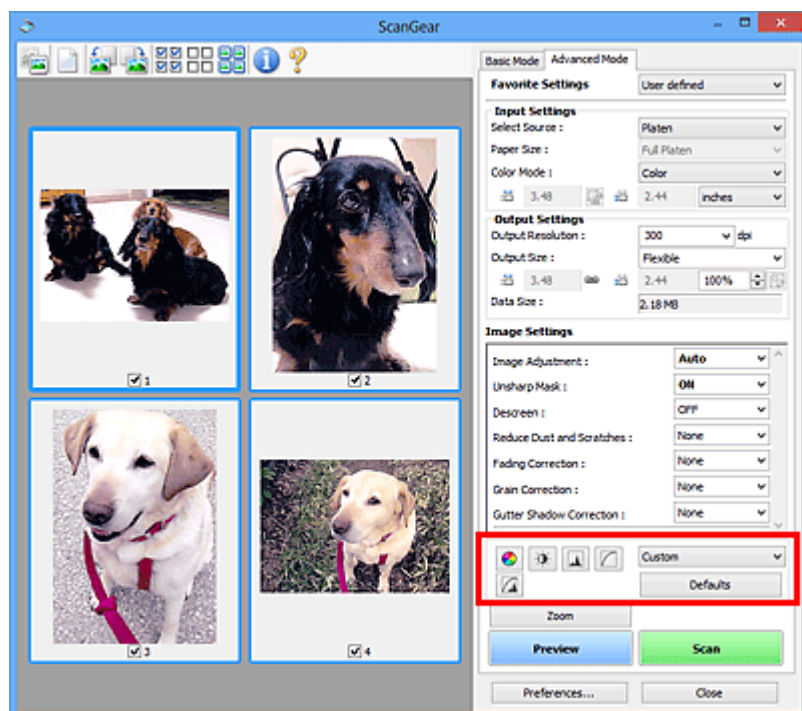 ScanGear
Basic Mode Advanced Mode
Favorite Settings User defined
Input Settings
Select Source : Platen
Paper Size : Full Platen
Color Mode : Color
3.48 2.44 inches
Output Settings
Output Resolution : 300 dpi
Output Size : Flexible
3.48 2.44 100%
Data Size : 2.18 MB
Image Settings
Image Adjustment : Auto
Unsharp Mask : ON
Descreen : OFF
Reduce Dust and Scratches : None
Fading Correction : None
Grain Correction : None
Gutter Shadow Correction : None
1
2
3
4
Custom
Defaults
Zoom
Preview Scan
Preferences... Close